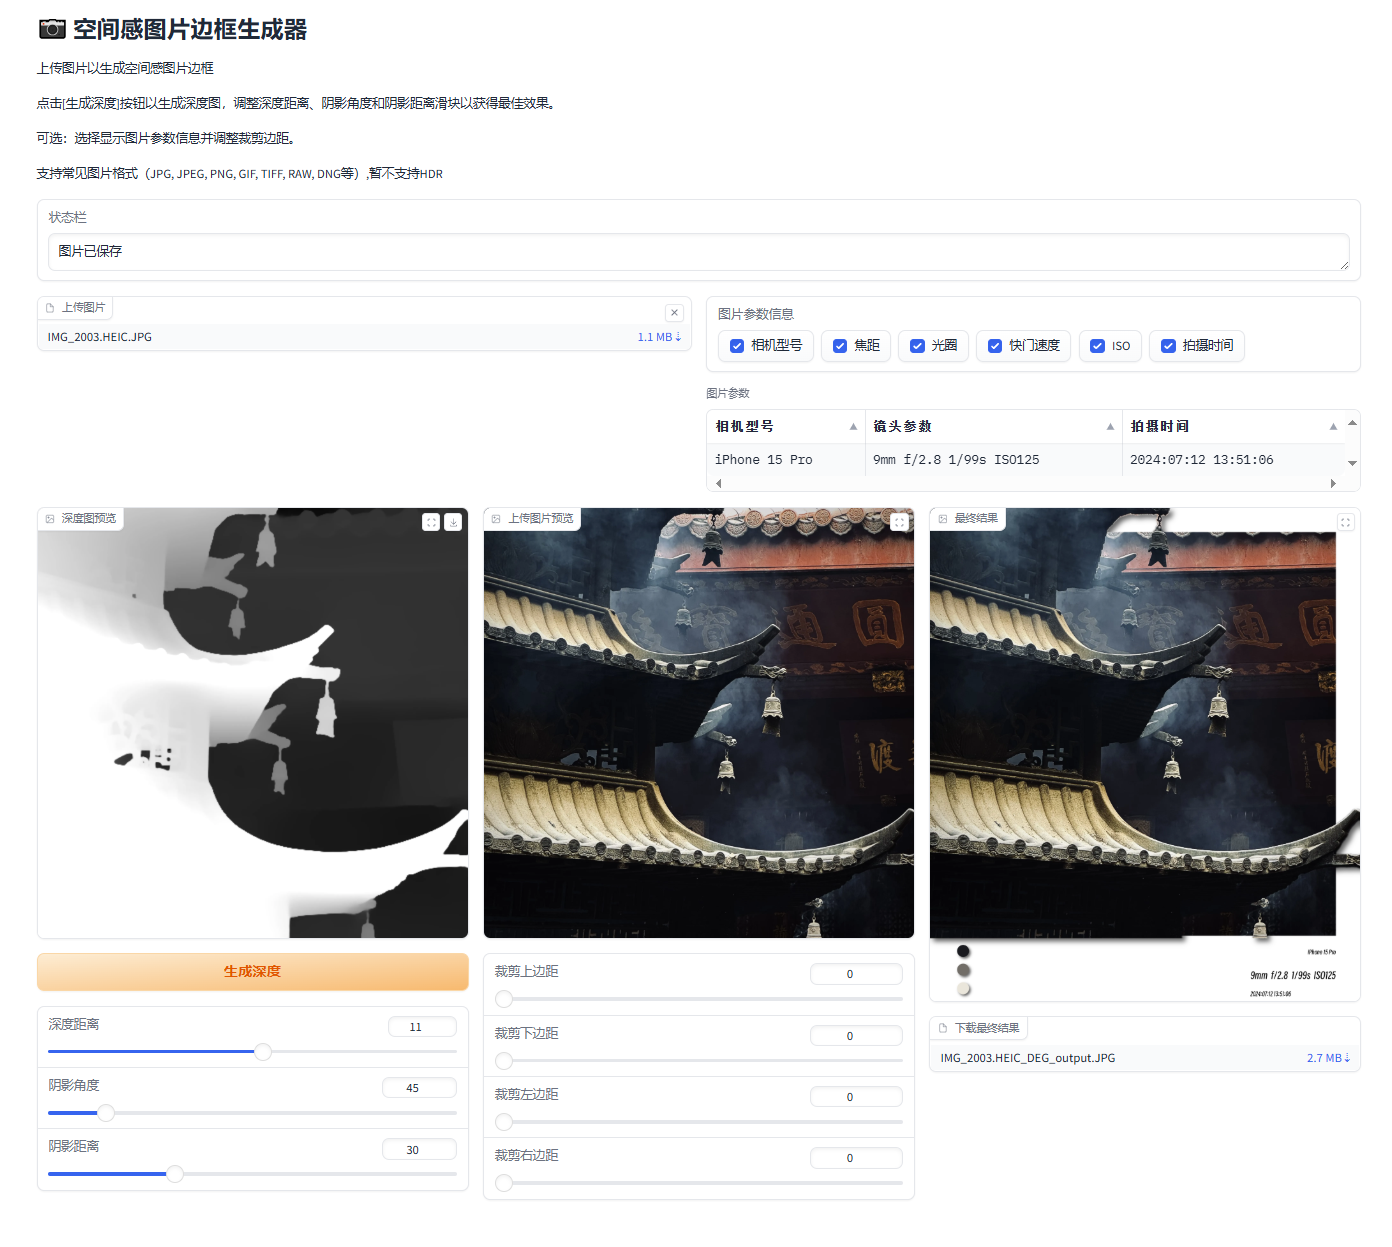 空间感图片边框生成器
上传图片以生成空间感图片边框
点击[生成深度]按钮以生成深度图，调整深度距离、阴影角度和阴影距离滑块以获得最佳效果。
可选：选择显示图片参数信息并调整裁剪边距。
支持常见图片格式（JPG, JPEG, PNG, GIF, TIFF, RAW, DNG等）,暂不支持HDR
状态栏
图片已保存
上传图片
IMG_2003.HEIC.JPG
1.1 MB⇣
图片参数信息
相机型号
焦距
光圈
快门速度
ISO
拍摄时间
图片参数
相机型号
镜头参数
拍摄时间
iPhone 15 Pro
9mm f/2.8 1/99s ISO125
2024:07:12 13:51:06
深度图预览
上传图片预览
圆
通
渡
最终结果
通
圆
渡
iPhone 15 Pro
9mm f/2.8 1/99s ISO125
2024:07:12 13:51:06
生成深度
深度距离
11
阴影角度
45
阴影距离
30
裁剪上边距
0
裁剪下边距
0
裁剪左边距
0
裁剪右边距
0
下载最终结果
IMG_2003.HEIC_DEG_output.JPG
2.7 MB⇣